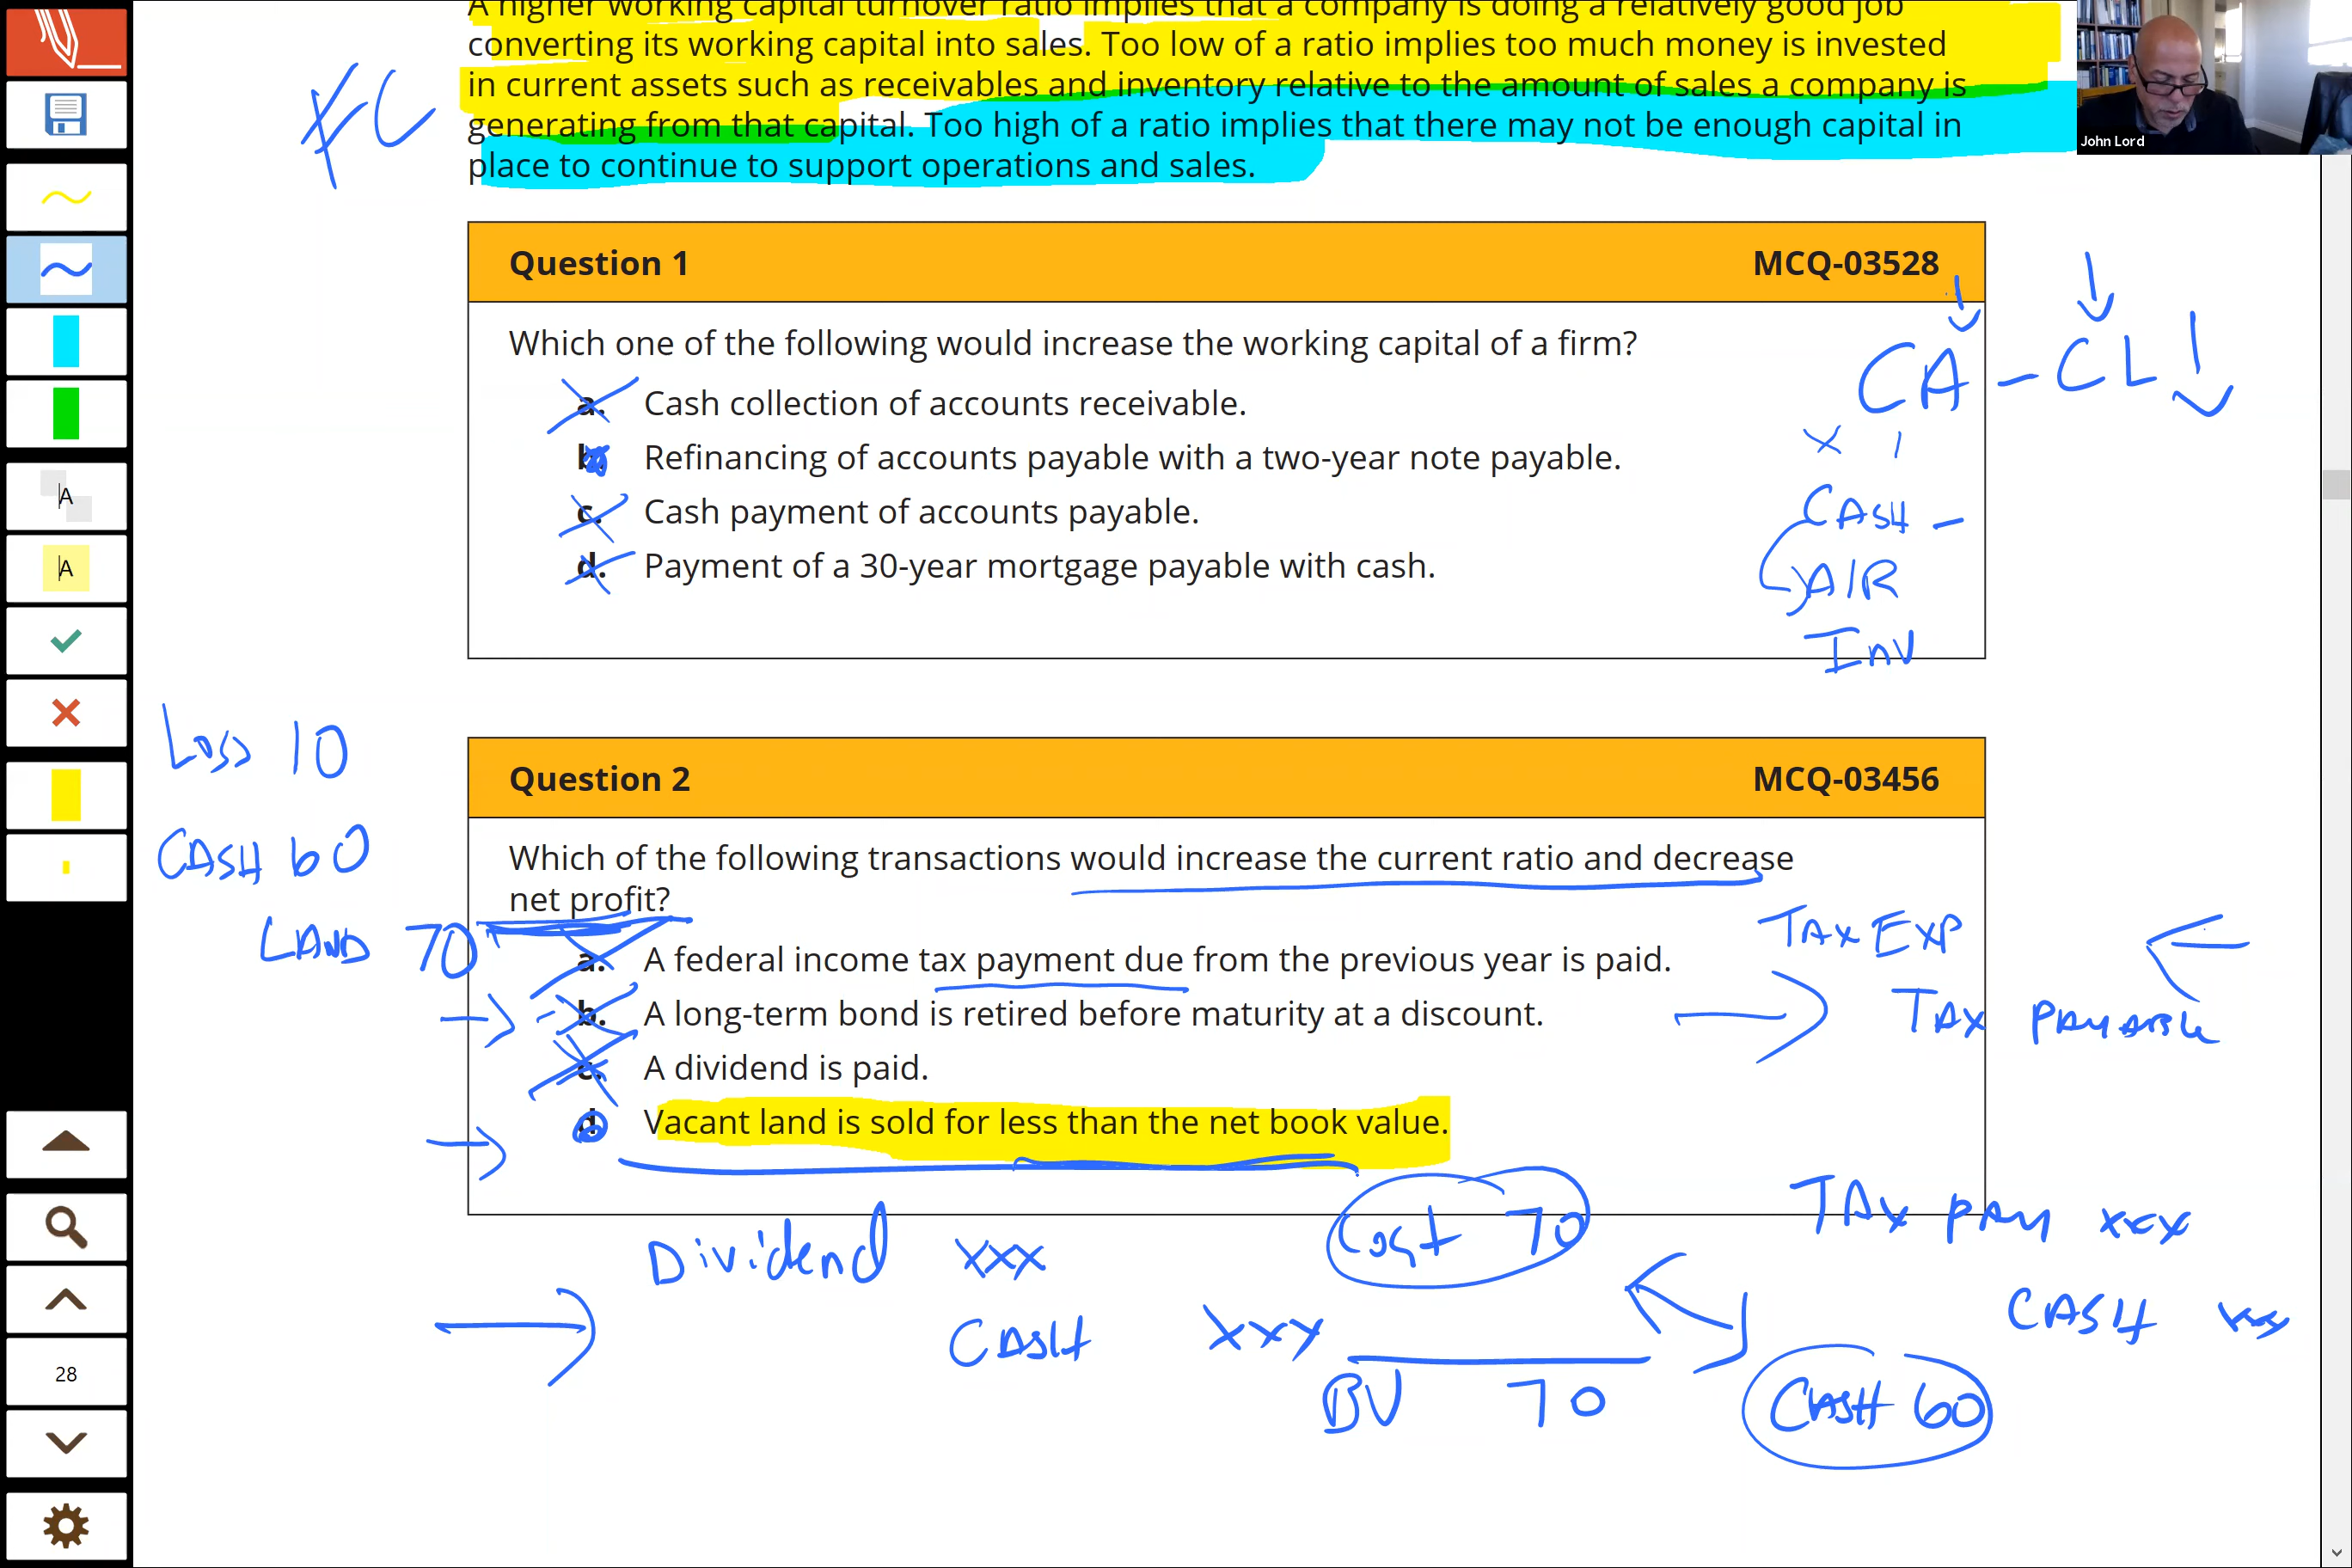 A higher working capital turnover ratio implies that a company is doing a relatively good job
converting its working capital into sales. Too low of a ratio implies too much money is invested
in current assets such as receivables and inventory relative to the amount of sales a company is
generating from that capital. Too high of a ratio implies that there may not be enough capital in
place to continue to support operations and sales.
John Lord
Question 1 MCQ-03528
Which one of the following would increase the working capital of a firm?
a. Cash collection of accounts receivable.
b. Refinancing of accounts payable with a two-year note payable.
c. Cash payment of accounts payable.
d. Payment of a 30-year mortgage payable with cash.
CA - CL
CASH -
A/R
Inv
Loss 10
CASH 60
LAND 70
Question 2 MCQ-03456
Which of the following transactions would increase the current ratio and decrease
net profit?
a. A federal income tax payment due from the previous year is paid.
b. A long-term bond is retired before maturity at a discount.
c. A dividend is paid.
d. Vacant land is sold for less than the net book value.
TAx EXP
TAx PAYABLE
Dividend xxx
CASH xxx
Cost 70
BV 70
TAx PAY xxx
CASH xxx
CASH 60
A
A
28